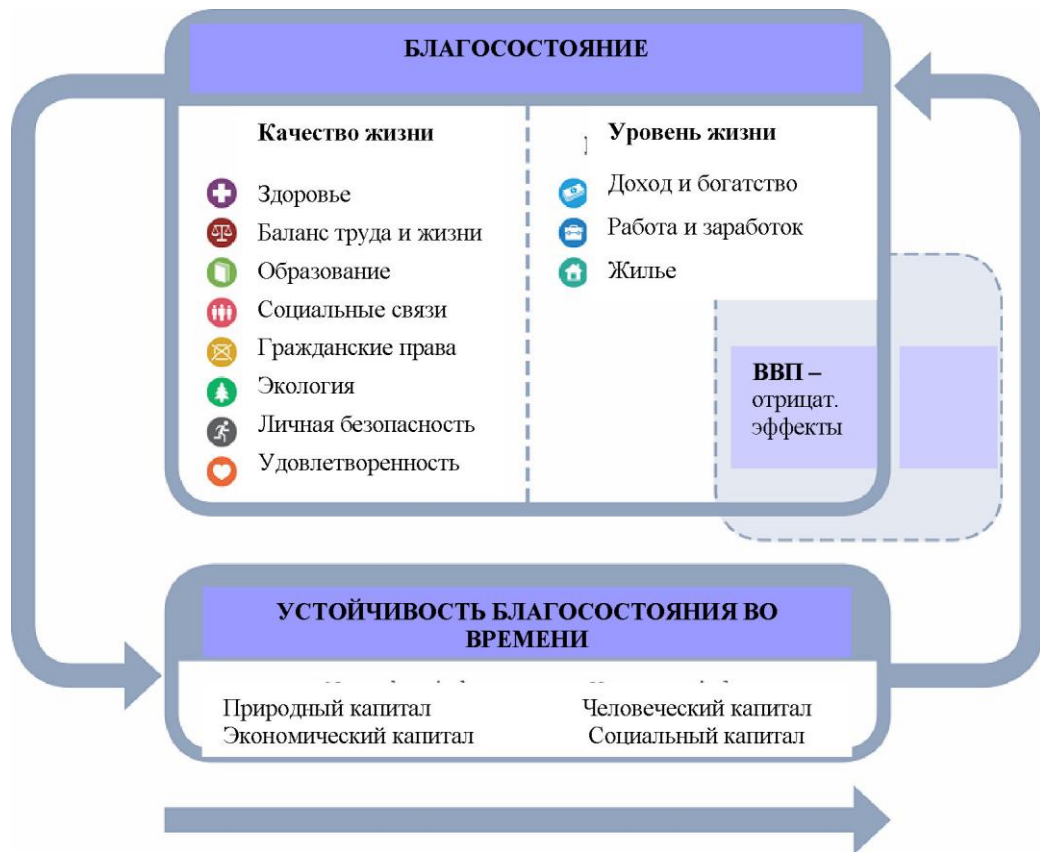 БЛАГОСОСТОЯНИЕ
Качество жизни
Здоровье
Баланс труда и жизни
Образование
Социальные связи
Гражданские права
Экология
Личная безопасность
Удовлетворенность
Уровень жизни
Доход и богатство
Работа и заработок
Жилье
ВВП –
отрицат.
эффекты
УСТОЙЧИВОСТЬ БЛАГОСОСТОЯНИЯ ВО
ВРЕМЕНИ
Природный капитал
Экономический капитал
Человеческий капитал
Социальный капитал